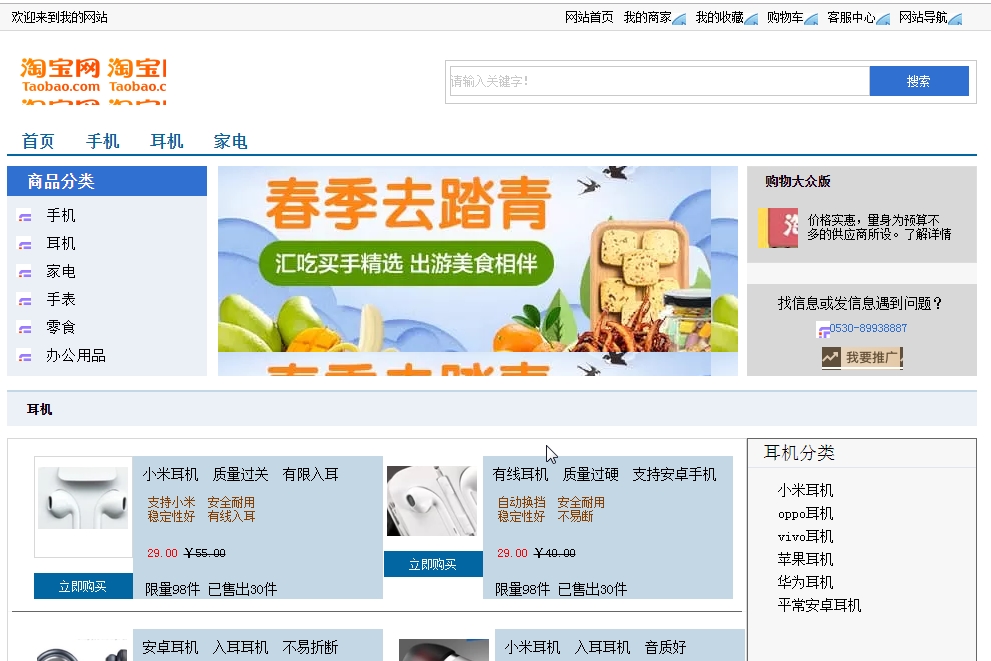 欢迎来到我的网站
网站首页 我的商家 我的收藏 购物车 客服中心 网站导航
淘宝网 淘宝
Taobao.com Taobao.c
请输入关键字!
搜索
首页 手机 耳机 家电
商品分类
手机
耳机
家电
手表
零食
办公用品
春季去踏青
汇吃买手精选 出游美食相伴
春季去踏青
购物大众版
淘
价格实惠，量身为预算不
多的供应商所设。了解详情
找信息或发信息遇到问题？
0530-89938887
我要推广
耳机
小米耳机 质量过关 有限入耳
支持小米 安全耐用
稳定性好 有线入耳
29.00 ¥55.00
立即购买
限量98件 已售出30件
有线耳机 质量过硬 支持安卓手机
自动换挡 安全耐用
稳定性好 不易断
29.00 ¥40.00
立即购买
限量98件 已售出30件
耳机分类
小米耳机
oppo耳机
vivo耳机
苹果耳机
华为耳机
平常安卓耳机
安卓耳机 入耳耳机 不易折断
小米耳机 入耳耳机 音质好